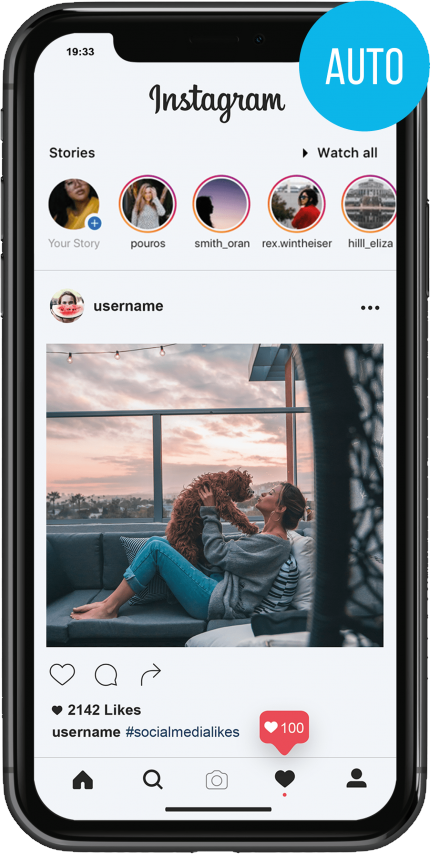 19:33
AUTO
Instagram
Stories
Watch all
Your Story
pouros
smith_oran
rex.wintheiser
hilll_eliza
username
2142 Likes
username #socialmedialikes
100